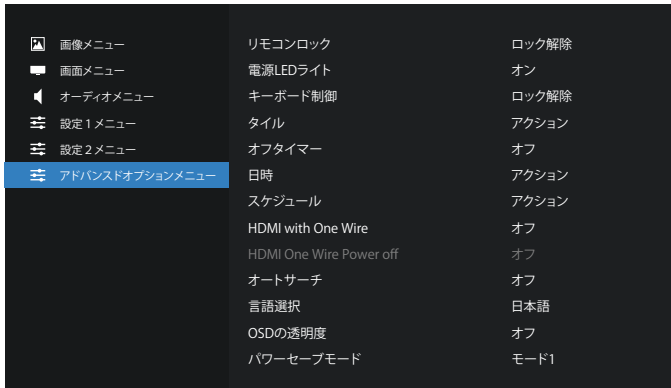 画像メニュー
画面メニュー
オーディオメニュー
設定1メニュー
設定2メニュー
アドバンスドオプションメニュー
リモコンロック ロック解除
電源LEDライト オン
キーボード制御 ロック解除
タイル アクション
オフタイマー オフ
日時 アクション
スケジュール アクション
HDMI with One Wire オフ
HDMI One Wire Power off オフ
オートサーチ オフ
言語選択 日本語
OSDの透明度 オフ
パワーセーブモード モード1